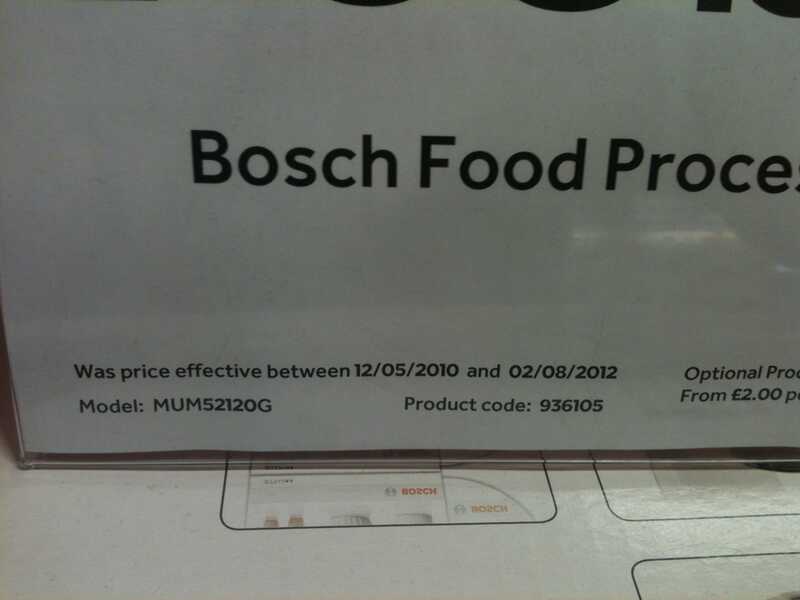 Bosch Food Proces
Was price effective between 12/05/2010 and 02/08/2012
Optional Prod
Model: MUM52120G
Product code: 936105
From £2.00 pe
BOSCH
BOSCH